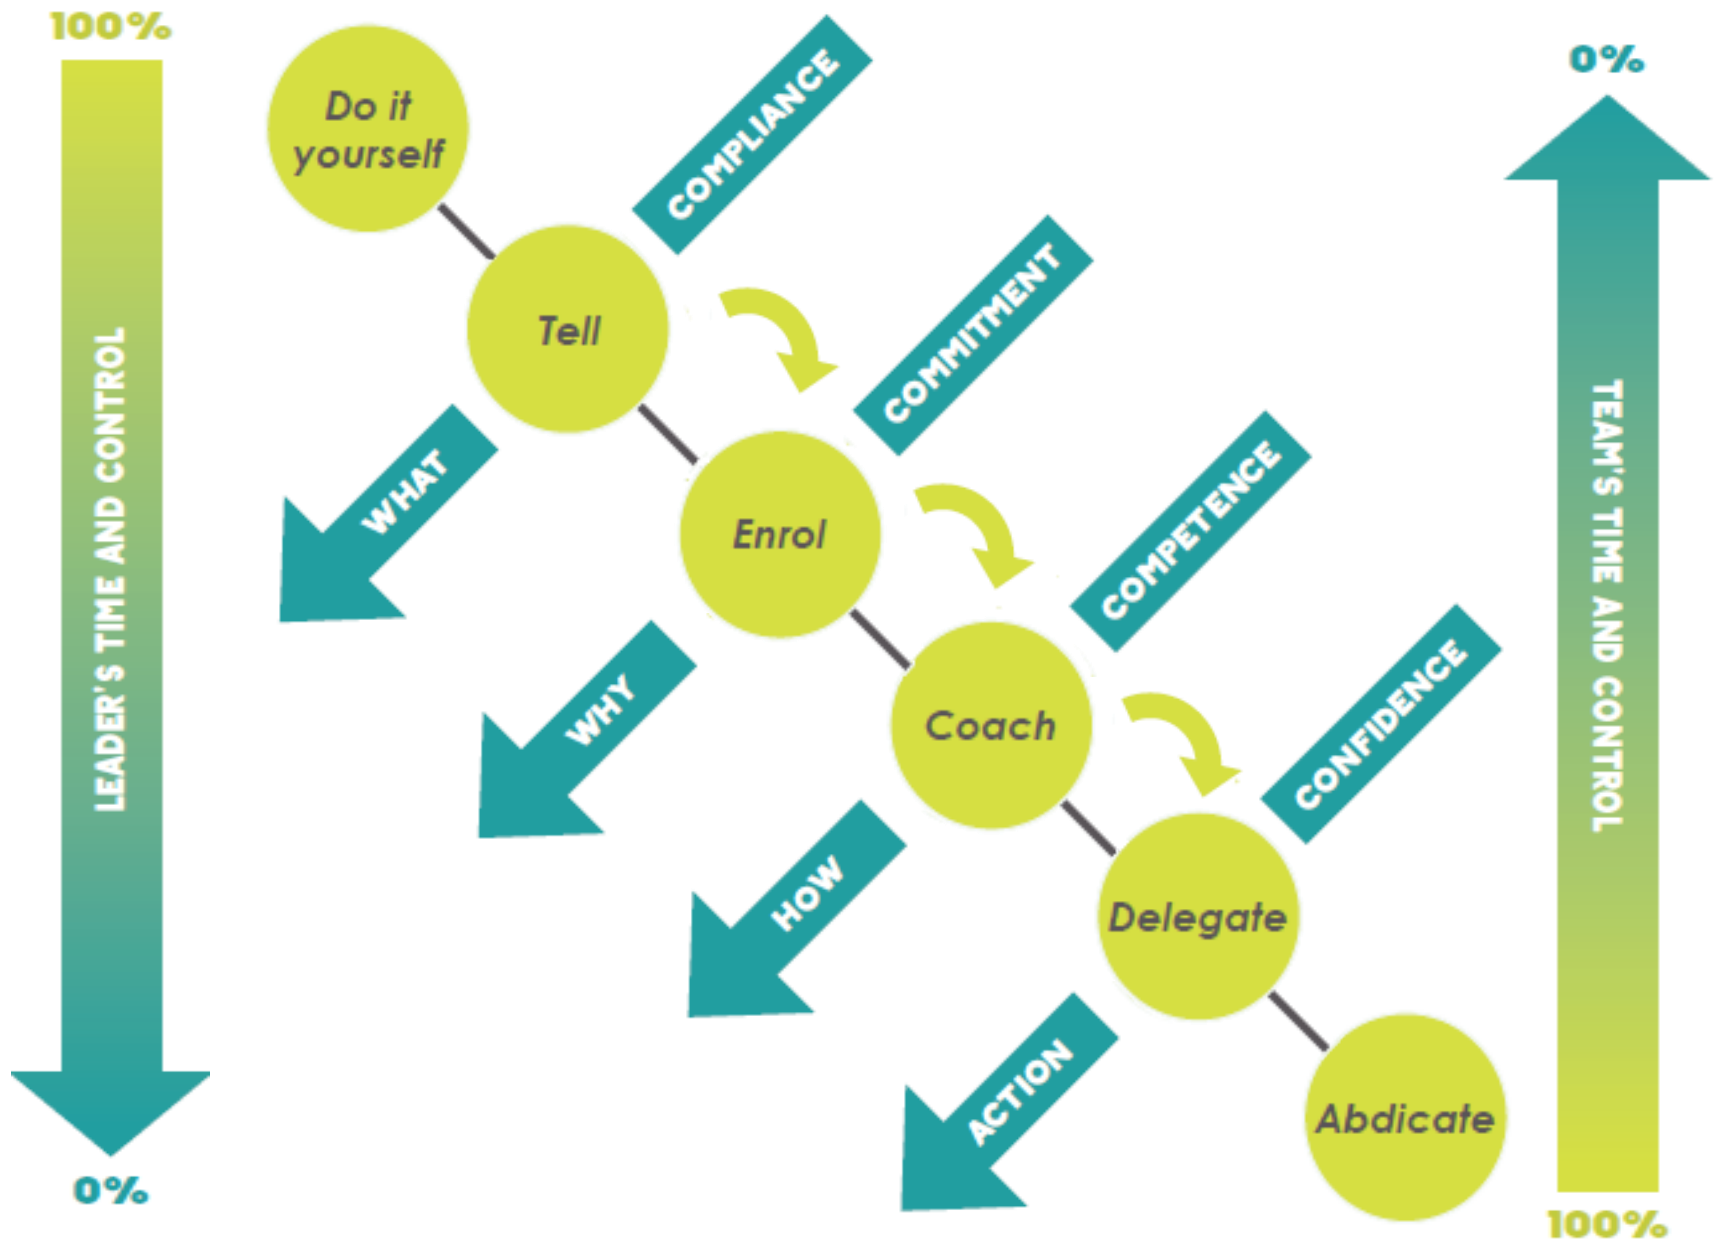 100%
LEADER'S TIME AND CONTROL
0%
Do it
yourself
Tell
Enrol
Coach
Delegate
Abdicate
COMPLIANCE
COMMITMENT
COMPETENCE
CONFIDENCE
WHAT
WHY
HOW
ACTION
0%
TEAM'S TIME AND CONTROL
100%